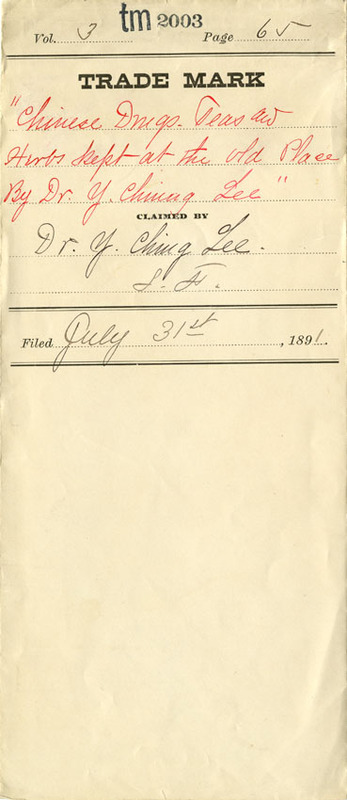 tm 2003
Vol. 3 Page 65
TRADE MARK
"Chinese Drugs. Teas and
Herbs kept at the old Place
By Dr. Y. Ching Lee"
CLAIMED BY
Dr. Y. Ching Lee.
S. F.
Filed July 31st, 1891.